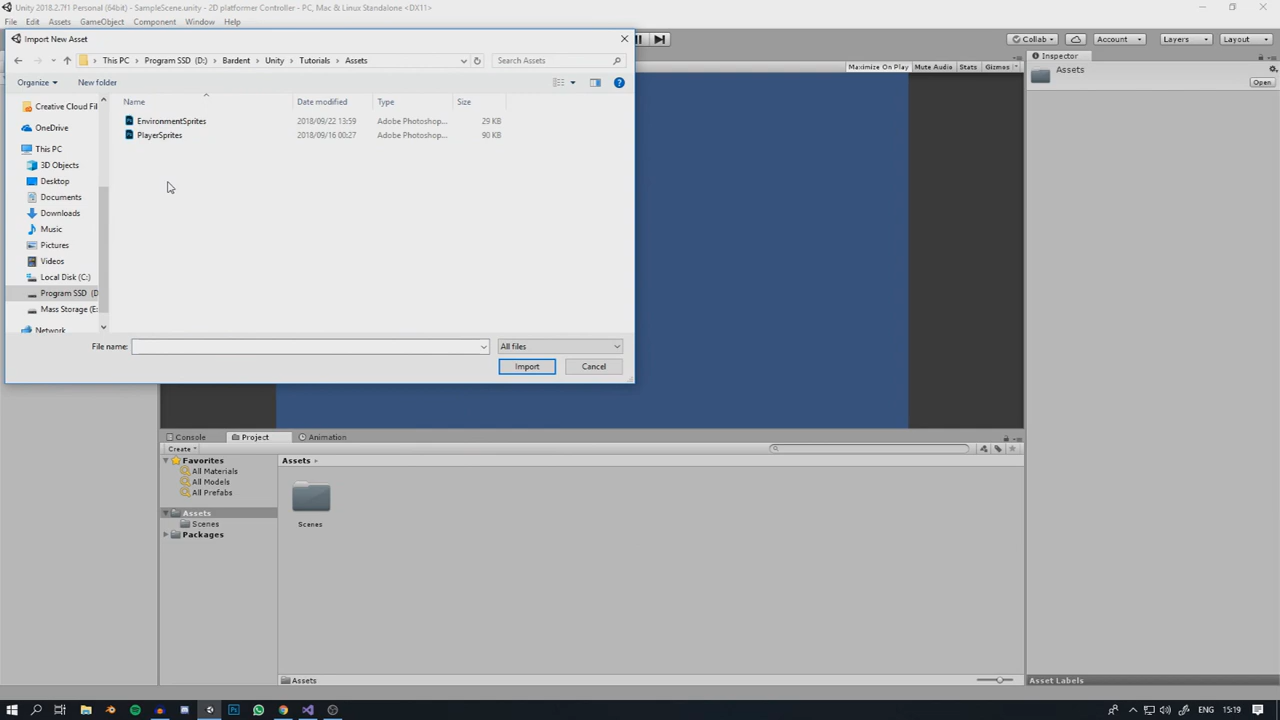 Unity 2018.2.7f1 Personal (64bit) - SampleScene.unity - 2D platformer Controller - PC, Mac & Linux Standalone <DX11>
File Edit Assets GameObject Component Window Help
Import New Asset
Collab Account Layers Layout
This PC Program SSD (D:) Bardent Unity Tutorials Assets Search Assets
Inspector
Maximize On Play Mute Audio Stats Gizmos
Assets
Open
Organize New folder
Name Date modified Type Size
Creative Cloud Fil
EnvironmentSprites 2018/09/22 13:59 Adobe Photoshop... 29 KB
OneDrive
PlayerSprites 2018/09/16 00:27 Adobe Photoshop... 90 KB
This PC
3D Objects
Desktop
Documents
Downloads
Music
Pictures
Videos
Local Disk (C:)
Program SSD (D
Mass Storage (E:
Network
File name: All files
Import Cancel
Console Project Animation
Create
Favorites
Assets
All Materials
All Models
All Prefabs
Assets
Scenes
Packages
Scenes
Assets
Asset Labels
ENG 15:19